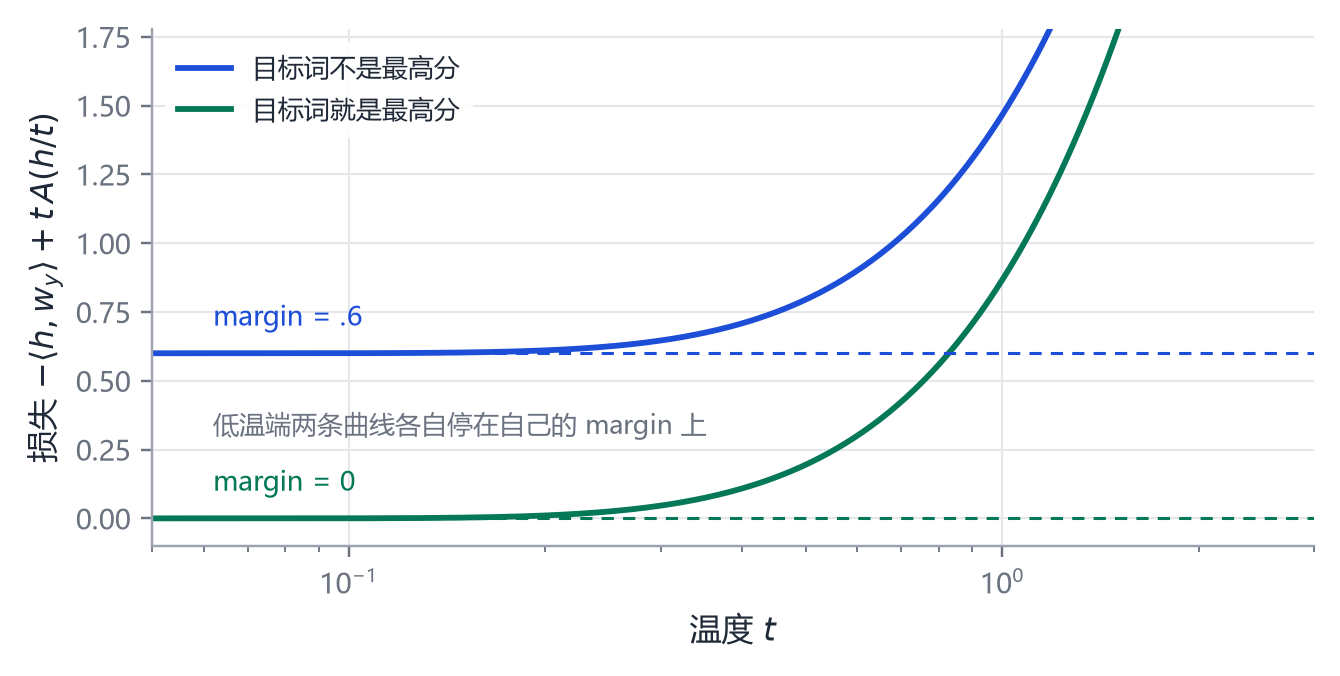 1.75
1.50
1.25
1.00
0.75
0.50
0.25
0.00
损失 −⟨h, w_y⟩ + t A(h/t)
目标词不是最高分
目标词就是最高分
margin = .6
低温端两条曲线各自停在自己的 margin 上
margin = 0
10⁻¹
10⁰
温度 t